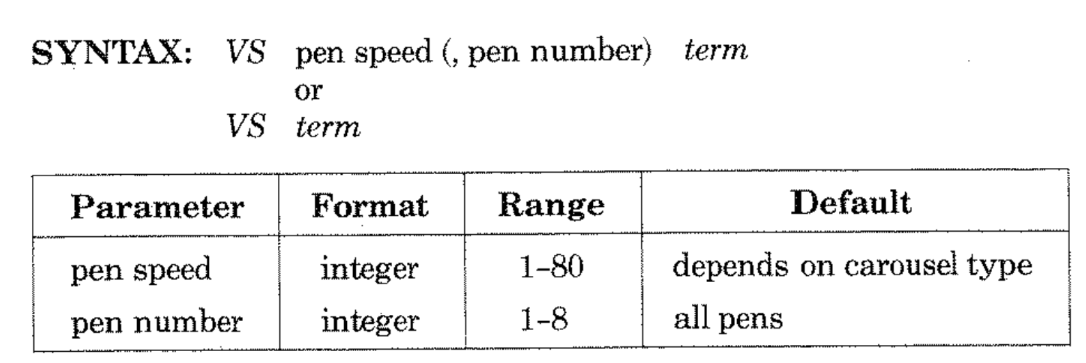 SYNTAX: VS pen speed (, pen number) term
or
VS term
Parameter Format Range Default
pen speed integer 1–80 depends on carousel type
pen number integer 1–8 all pens